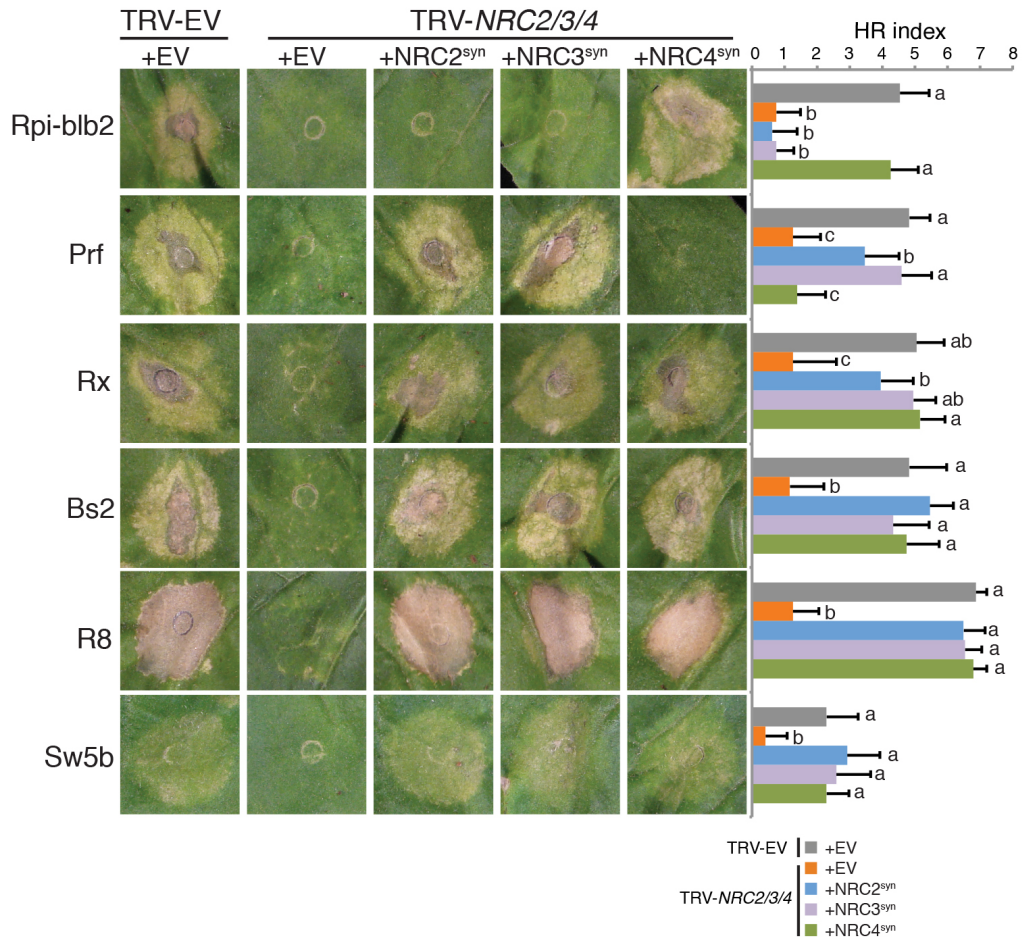 TRV-EV TRV-NRC2/3/4 HR index
+EV +EV +NRC2syn +NRC3syn +NRC4syn 0 1 2 3 4 5 6 7 8
Rpi-blb2 a
b
b
b
a
Prf a
c
b
a
c
Rx ab
c
b
ab
a
Bs2 a
b
a
a
a
R8 a
b
a
a
a
Sw5b a
b
a
a
a
TRV-EV +EV
+EV
TRV-NRC2/3/4 +NRC2syn
+NRC3syn
+NRC4syn